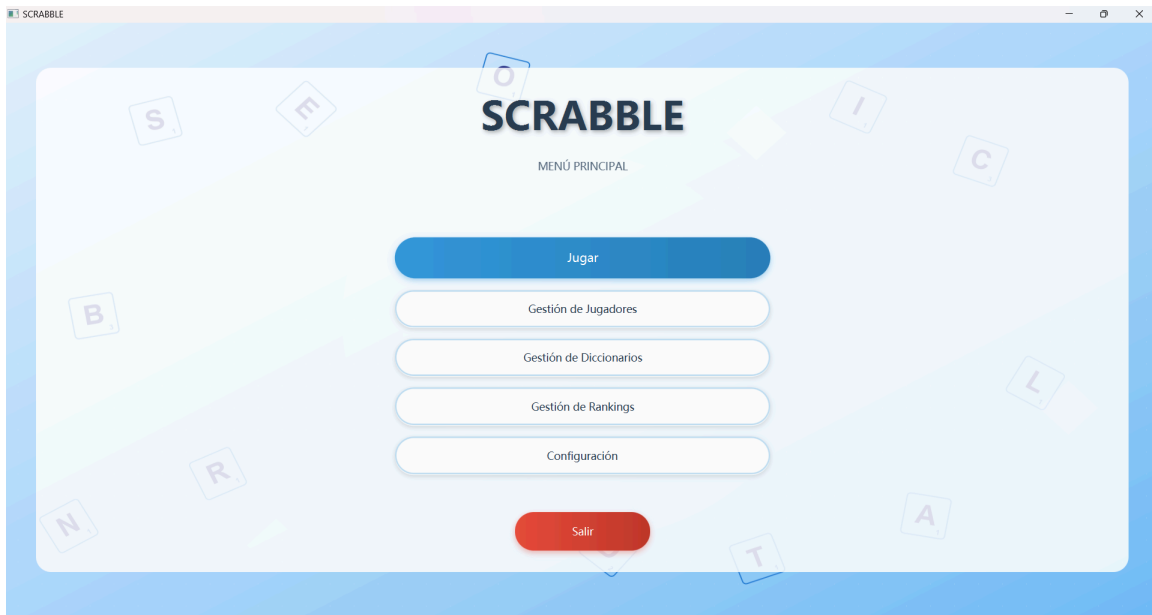 SCRABBLE
O
S
E
I
SCRABBLE
C
MENÚ PRINCIPAL
Jugar
B
Gestión de Jugadores
Gestión de Diccionarios
L
Gestión de Rankings
Configuración
R
N
A
Salir
T